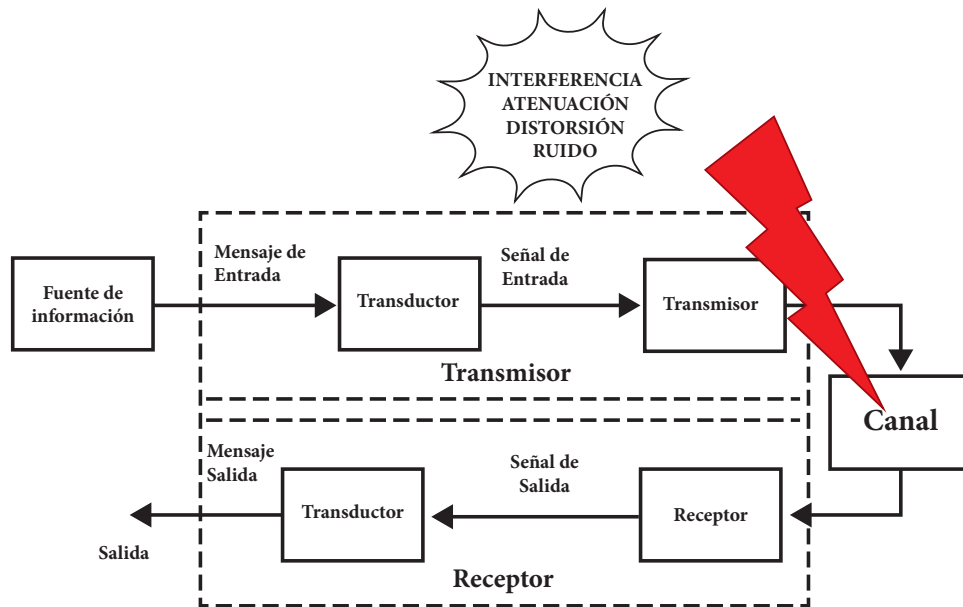 INTERFERENCIA
ATENUACIÓN
DISTORSIÓN
RUIDO
Mensaje de
Entrada
Señal de
Entrada
Fuente de
información
Transductor
Transmisor
Transmisor
Canal
Mensaje
Salida
Señal de
Salida
Transductor
Receptor
Salida
Receptor